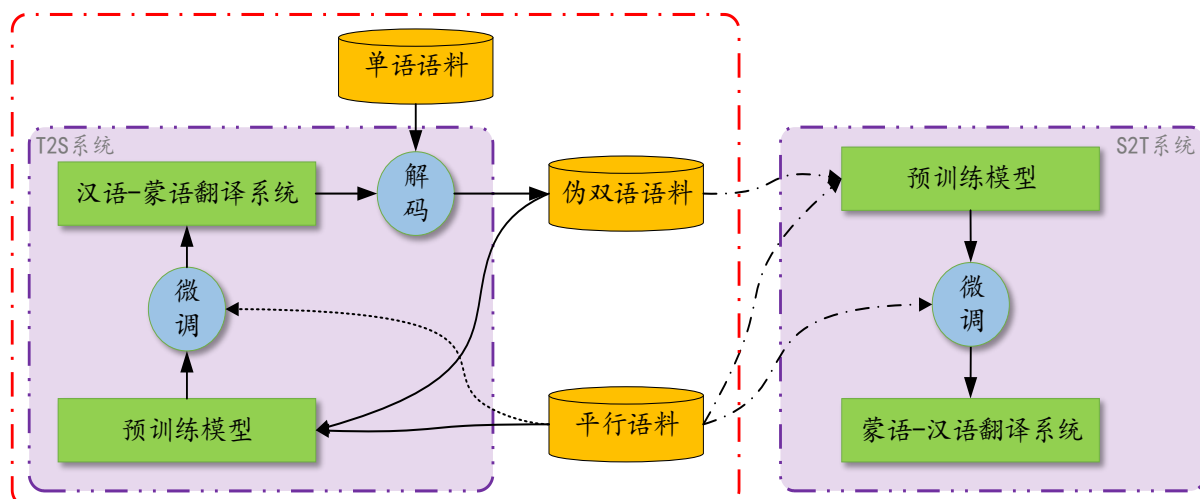 单语语料
T2S系统
S2T系统
汉语-蒙语翻译系统
解
码
伪双语语料
预训练模型
微
调
微
调
预训练模型
平行语料
蒙语-汉语翻译系统